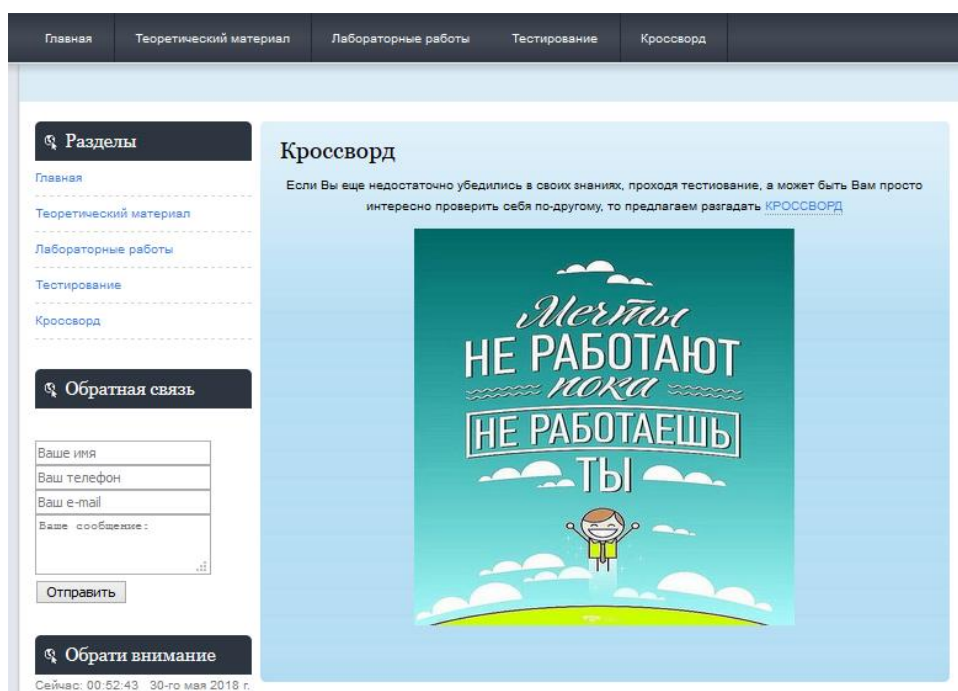 Главная Теоретический материал Лабораторные работы Тестирование Кроссворд
Разделы
Главная
Теоретический материал
Лабораторные работы
Тестирование
Кроссворд
Обратная связь
Ваше имя
Ваш телефон
Ваш e-mail
Ваше сообщение:
Отправить
Обрати внимание
Сейчас: 00:52:43 30-го мая 2018 г.
Кроссворд
Если Вы еще недостаточно убедились в своих знаниях, проходя тестиование, а может быть Вам просто
интересно проверить себя по-другому, то предлагаем разгадать КРОССВОРД
Мечты
НЕ РАБОТАЮТ
пока
НЕ РАБОТАЕШЬ
ТЫ